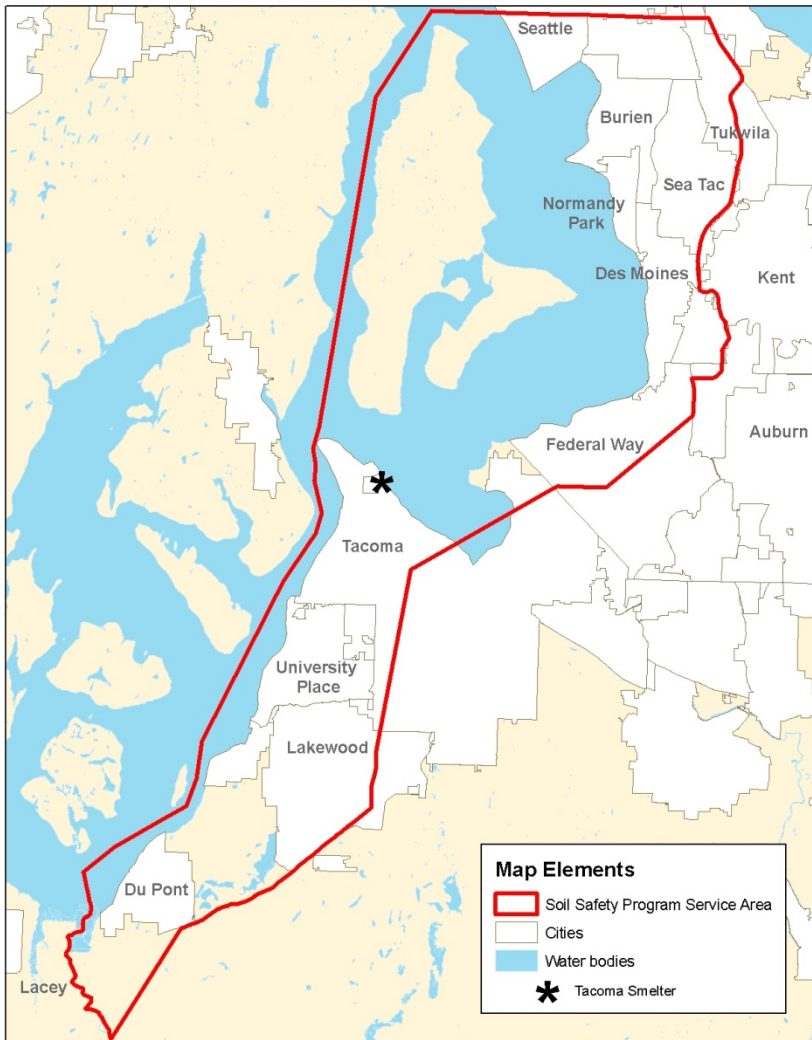 Seattle
Burien
Tukwila
Sea Tac
Normandy
Park
Des Moines
Kent
Federal Way
Auburn
*
Tacoma
University
Place
Lakewood
Du Pont
Lacey
Map Elements
Soil Safety Program Service Area
Cities
Water bodies
* Tacoma Smelter